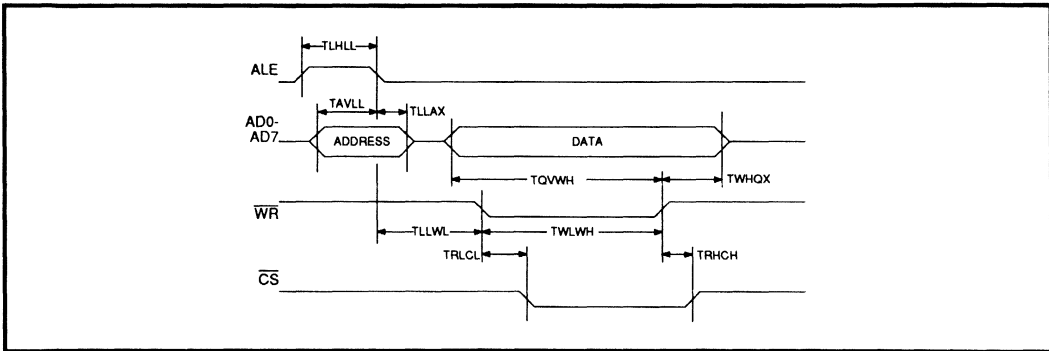 TLHLL
ALE
TAVLL
TLLAX
AD0-
AD7
ADDRESS
DATA
TQVWH
TWHQX
WR
TLLWL
TWLWH
TRLCL
TRHCH
CS